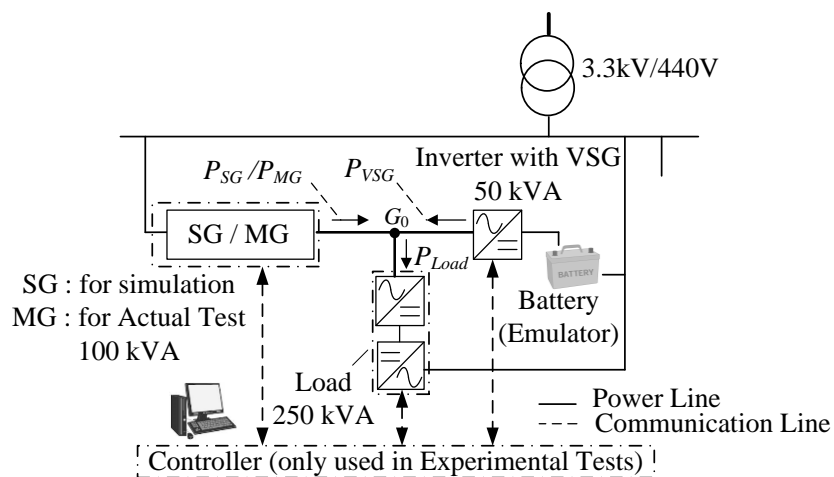 3.3kV/440V
Inverter with VSG
50 kVA
P_SG /P_MG
P_VSG
G_0
SG / MG
P_Load
SG : for simulation
MG : for Actual Test
100 kVA
BATTERY
Battery
(Emulator)
Load
250 kVA
Power Line
Communication Line
Controller (only used in Experimental Tests)